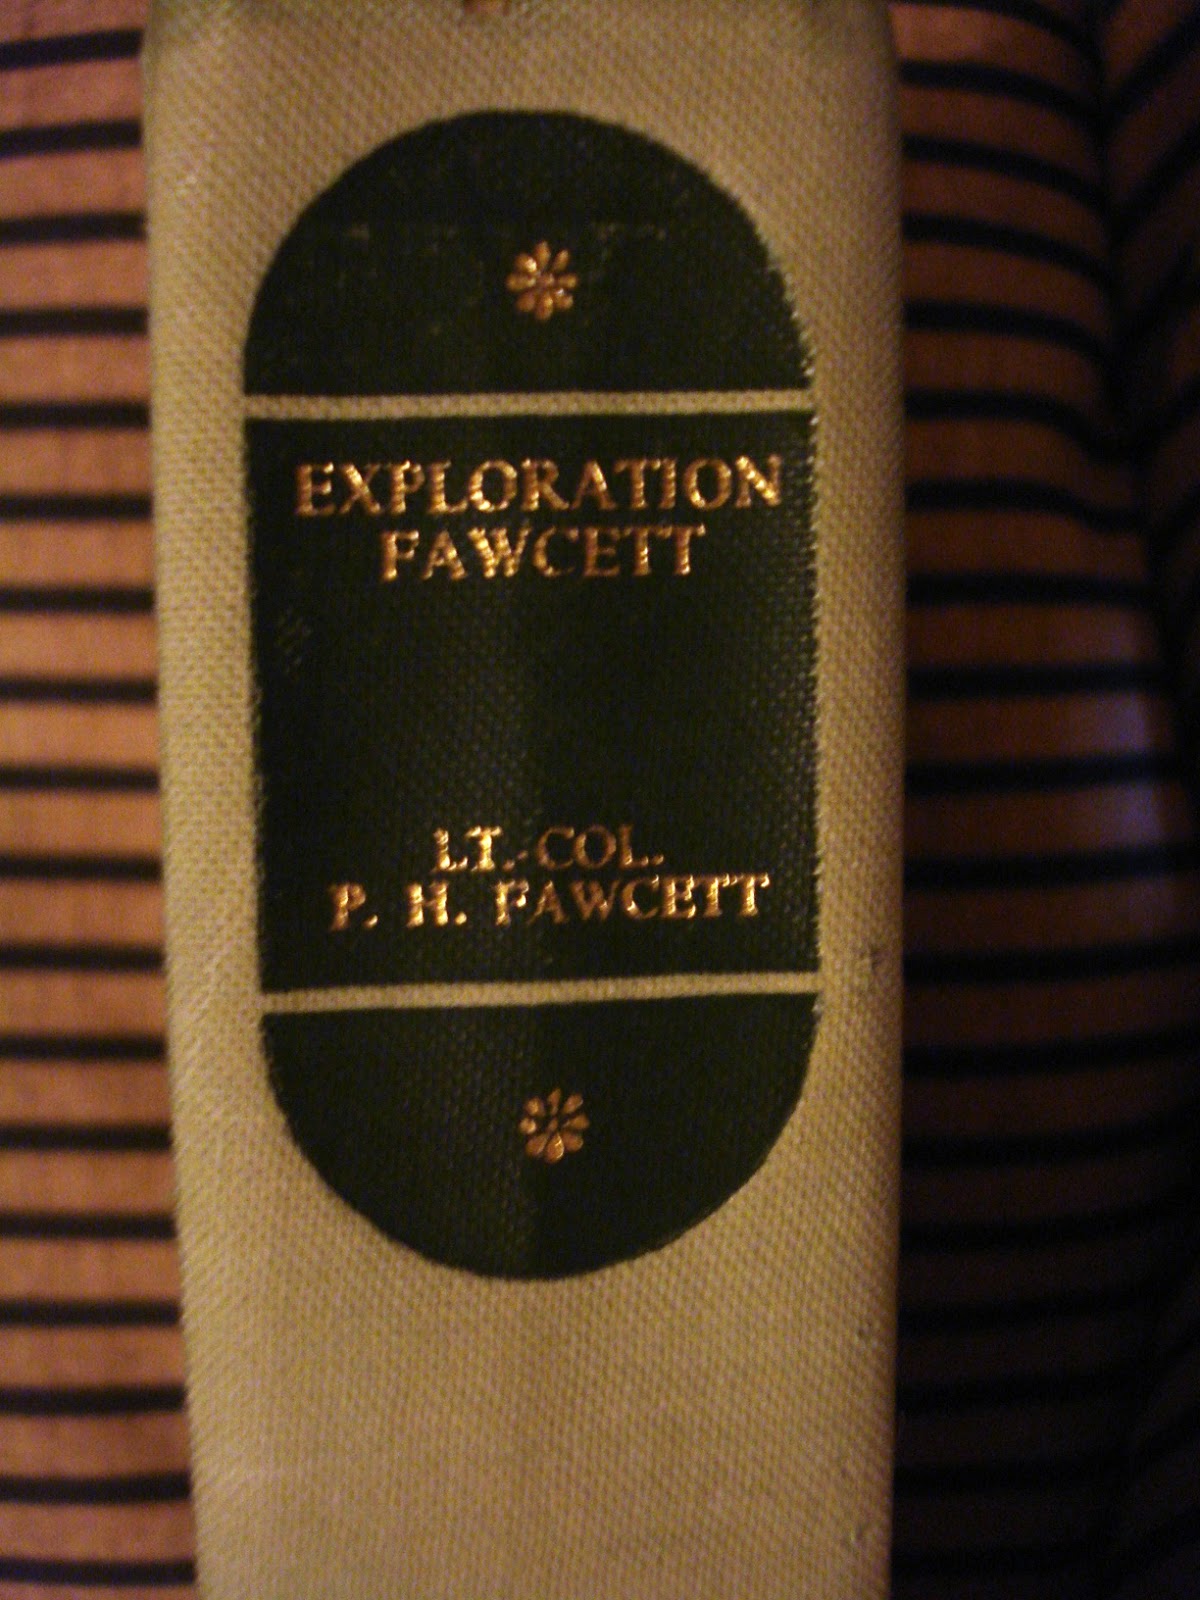 EXPLORATION
FAWCETT
LT.-COL.
P. H. FAWCETT